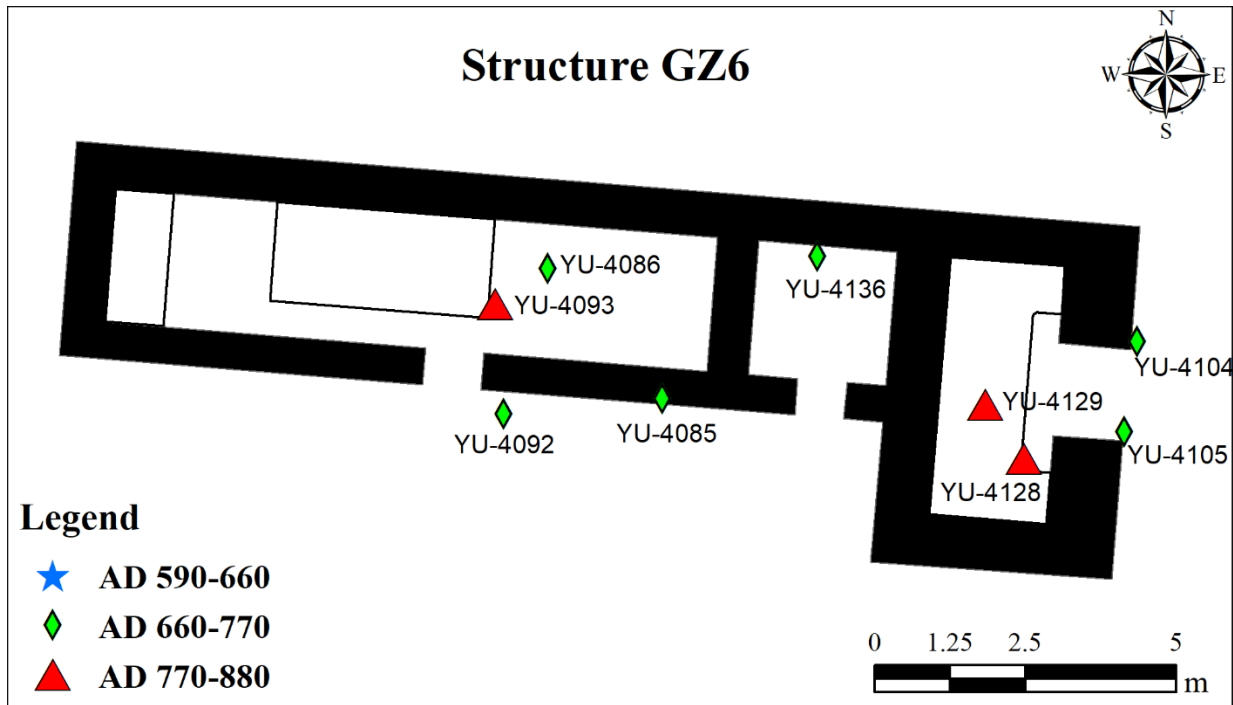 Structure GZ6
N
W E
S
YU-4086
YU-4136
YU-4093
YU-4104
YU-4129
YU-4092
YU-4085
YU-4105
YU-4128
Legend
AD 590-660
AD 660-770
AD 770-880
0 1.25 2.5 5
m